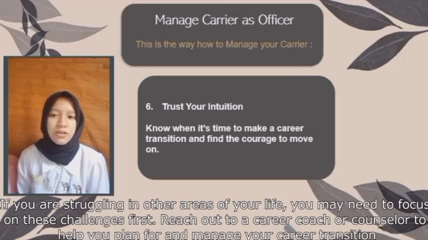 Manage Carrier as Officer
This is the way how to Manage your Carrier :
6. Trust Your Intuition
Know when it's time to make a career
transition and find the courage to move
on.
If you are struggling in other areas of your life, you may need to focus
on these challenges first. Reach out to a career coach or counselor to
help you plan for and manage your career transition